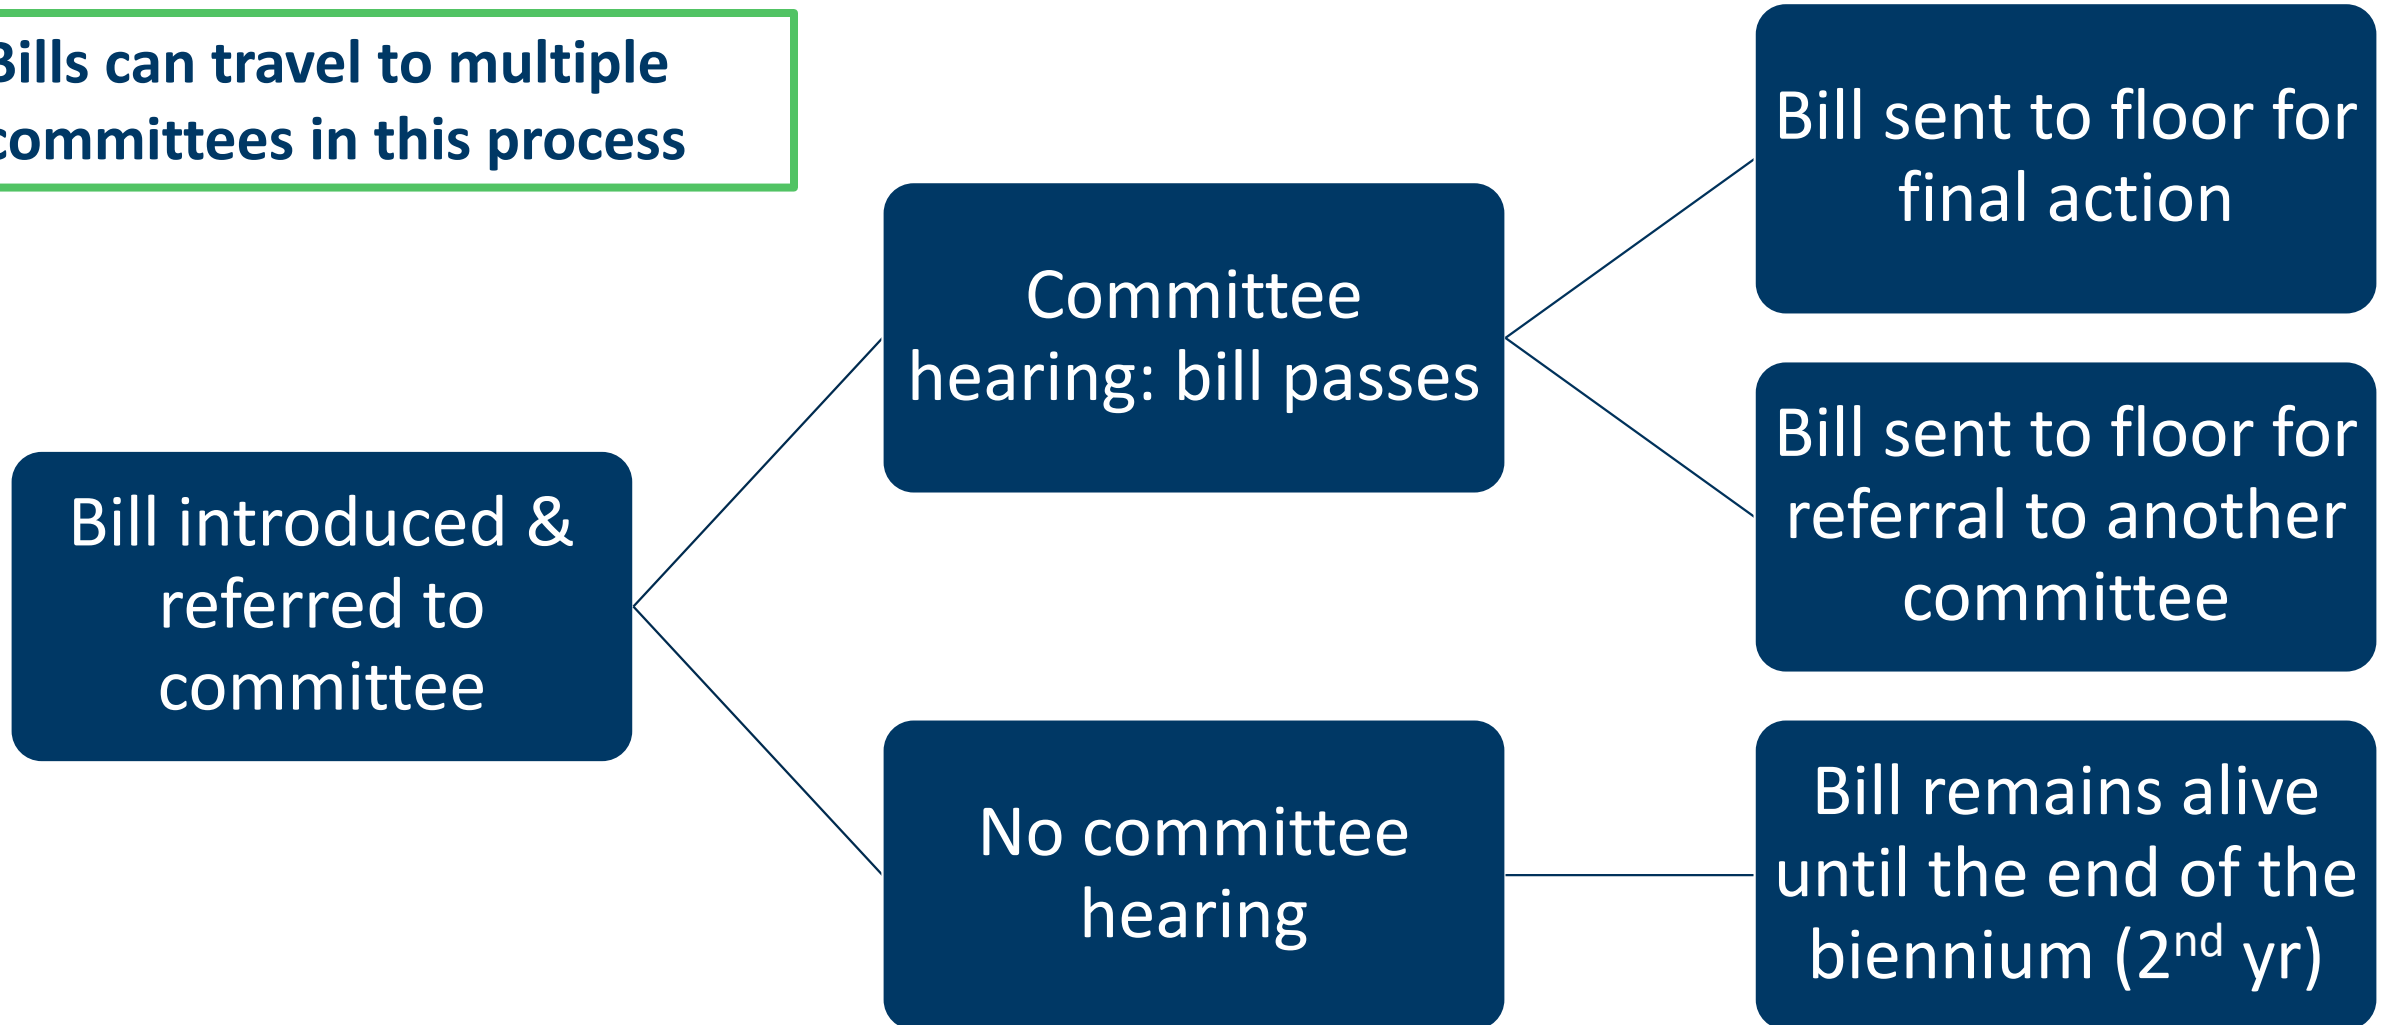 Bills can travel to multiple
committees in this process
Bill introduced &
referred to
committee
Committee
hearing: bill passes
No committee
hearing
Bill sent to floor for
final action
Bill sent to floor for
referral to another
committee
Bill remains alive
until the end of the
biennium (2nd yr)